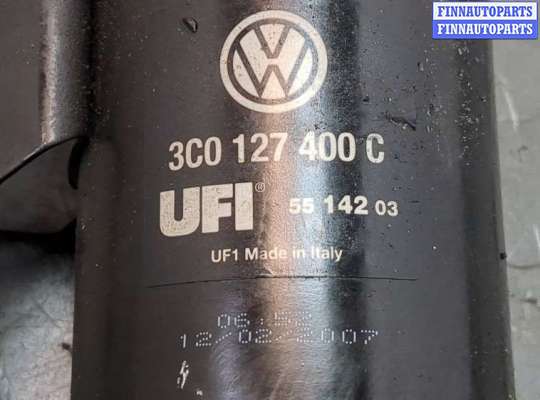 FINNAUTOPARTS
FINNAUTOPARTS
3C0 127 400 C
UFI® 55 142 03
UF1 Made in Italy
06:52
12/02/2007